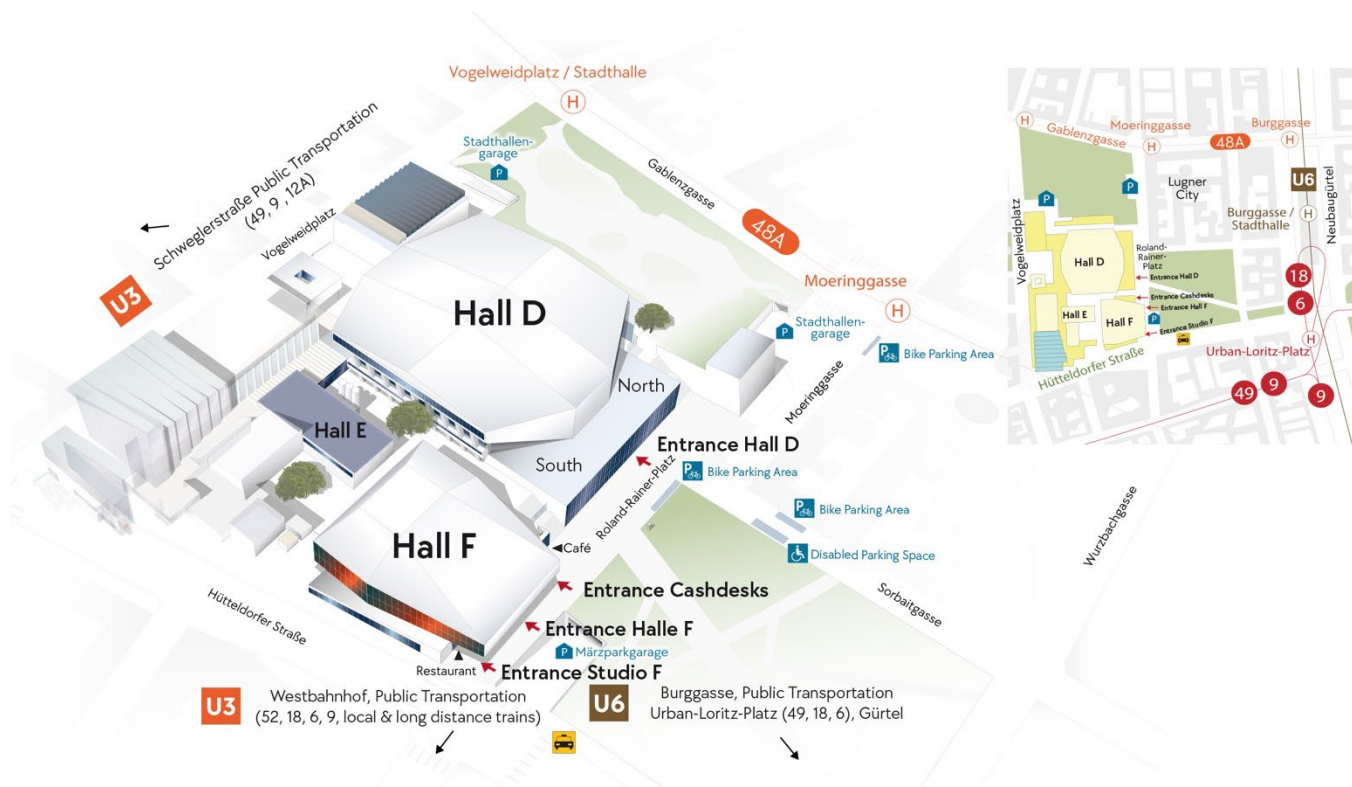 Vogelweidplatz / Stadthalle
H
Schweglerstraße Public Transportation
(49, 9 , 12A)
U3
Vogelweidplatz
Stadthallen-
garage
P
Gablenzgasse
48A
Moeringgasse
H
Stadthallen-
garage
P
P
Bike Parking Area
Moeringgasse
Hall D
North
South
Hall E
Hall F
Entrance Hall D
P
Bike Parking Area
Roland-Rainer-Platz
P
Bike Parking Area
Disabled Parking Space
Café
Entrance Cashdesks
Entrance Halle F
P
Märzparkgarage
Restaurant
Entrance Studio F
Hütteldorfer Straße
Sorbaitgasse
Wurzbachgasse
U3
Westbahnhof, Public Transportation
(52, 18, 6, 9, local & long distance trains)
U6
Burggasse, Public Transportation
Urban-Loritz-Platz (49, 18, 6), Gürtel
H
Gablenzgasse
Moeringgasse
H
48A
Burggasse
H
U6
Neubaugürtel
Lugner
City
P
P
Burggasse /
Stadthalle
H
Vogelweidplatz
Hall D
Roland-
Rainer-
Platz
Entrance Hall D
Entrance Cashdesks
Entrance Hall F
Hall E
Hall F
P
Entrance Studio F
18
6
H
Urban-Loritz-Platz
Hütteldorfer Straße
49
9
9